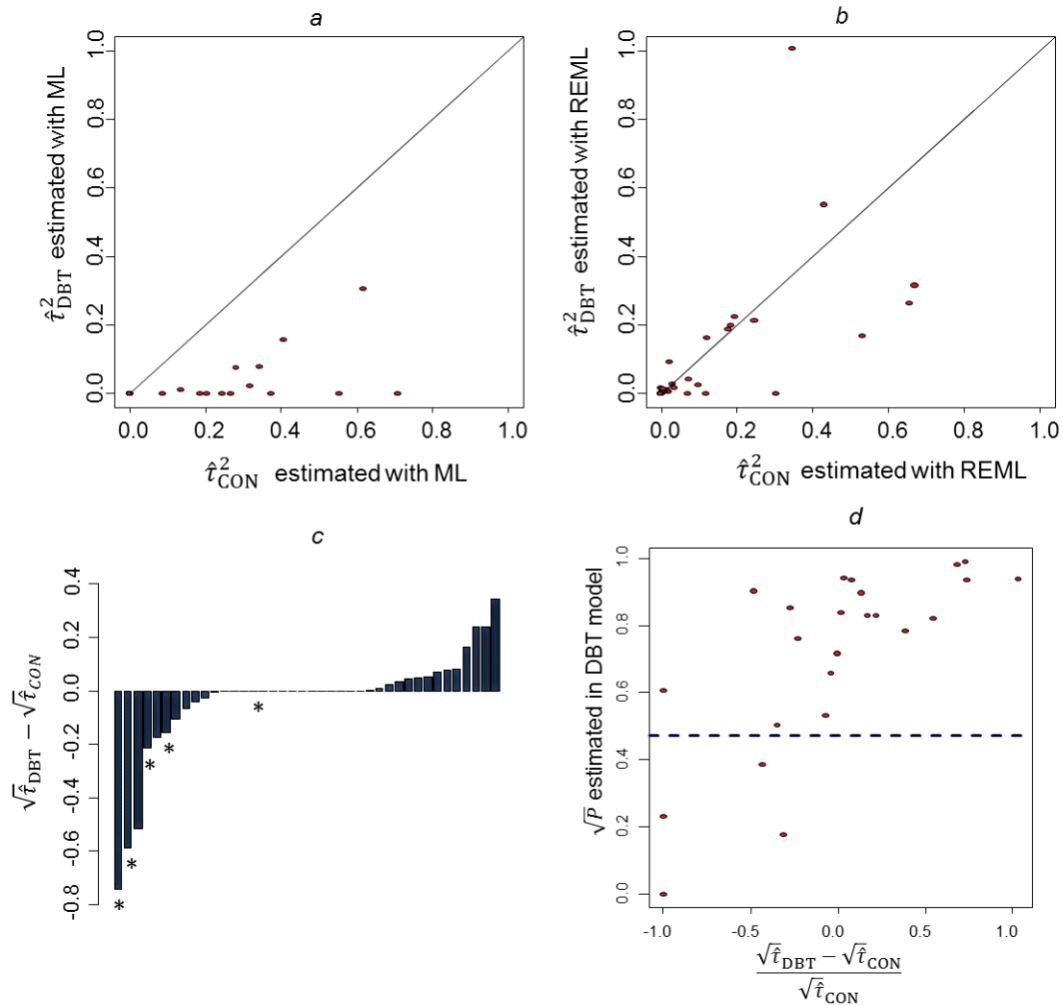 a
1.0
0.8
0.6
0.4
0.2
0.0
τ̂²DBT estimated with ML
0.0 0.2 0.4 0.6 0.8 1.0
τ̂²CON estimated with ML
b
1.0
0.8
0.6
0.4
0.2
0.0
τ̂²DBT estimated with REML
0.0 0.2 0.4 0.6 0.8 1.0
τ̂²CON estimated with REML
c
0.4
0.2
0.0
-0.2
-0.4
-0.6
-0.8
√τ̂DBT − √τ̂CON
* * * * * *
d
1.0
0.8
0.6
0.4
0.2
0.0
√P estimated in DBT model
-1.0 -0.5 0.0 0.5 1.0
√τ̂DBT − √τ̂CON
√τ̂CON